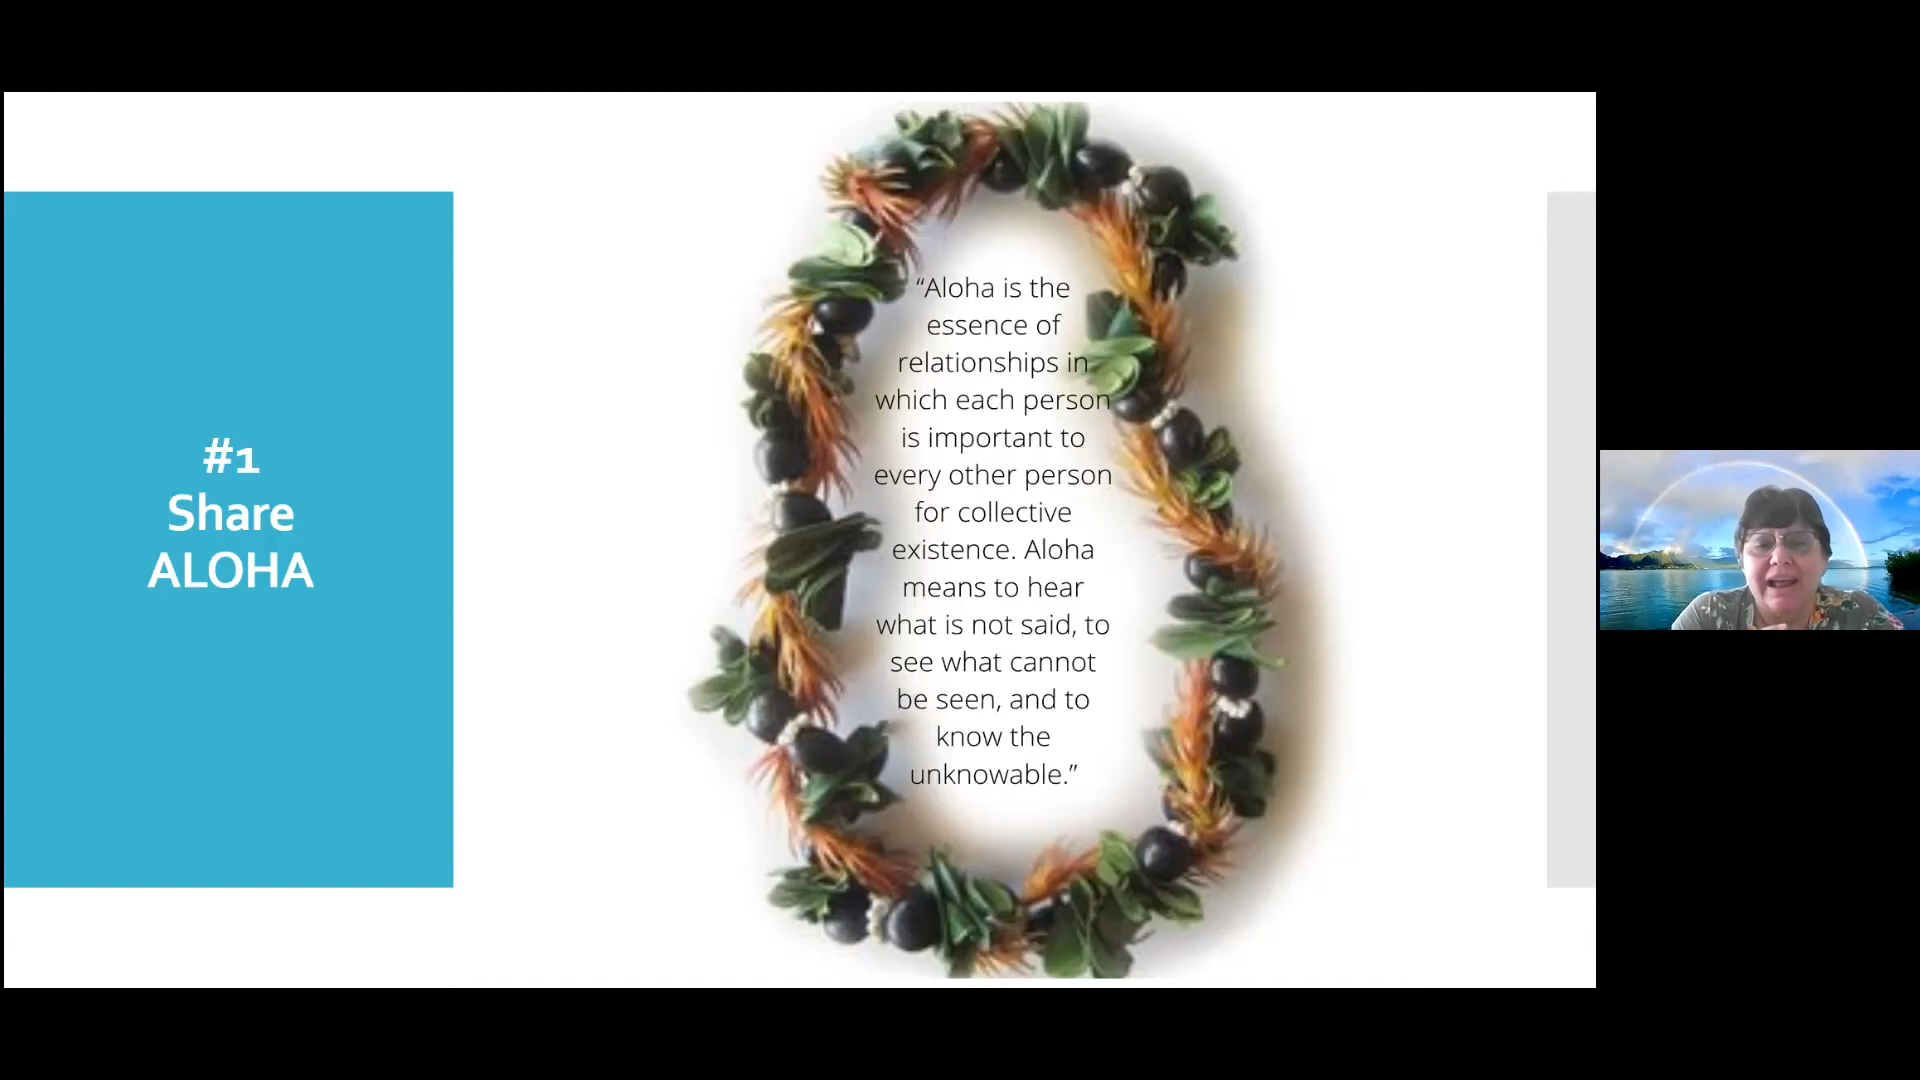 #1
Share
ALOHA
“Aloha is the
essence of
relationships in
which each person
is important to
every other person
for collective
existence. Aloha
means to hear
what is not said, to
see what cannot
be seen, and to
know the
unknowable.”